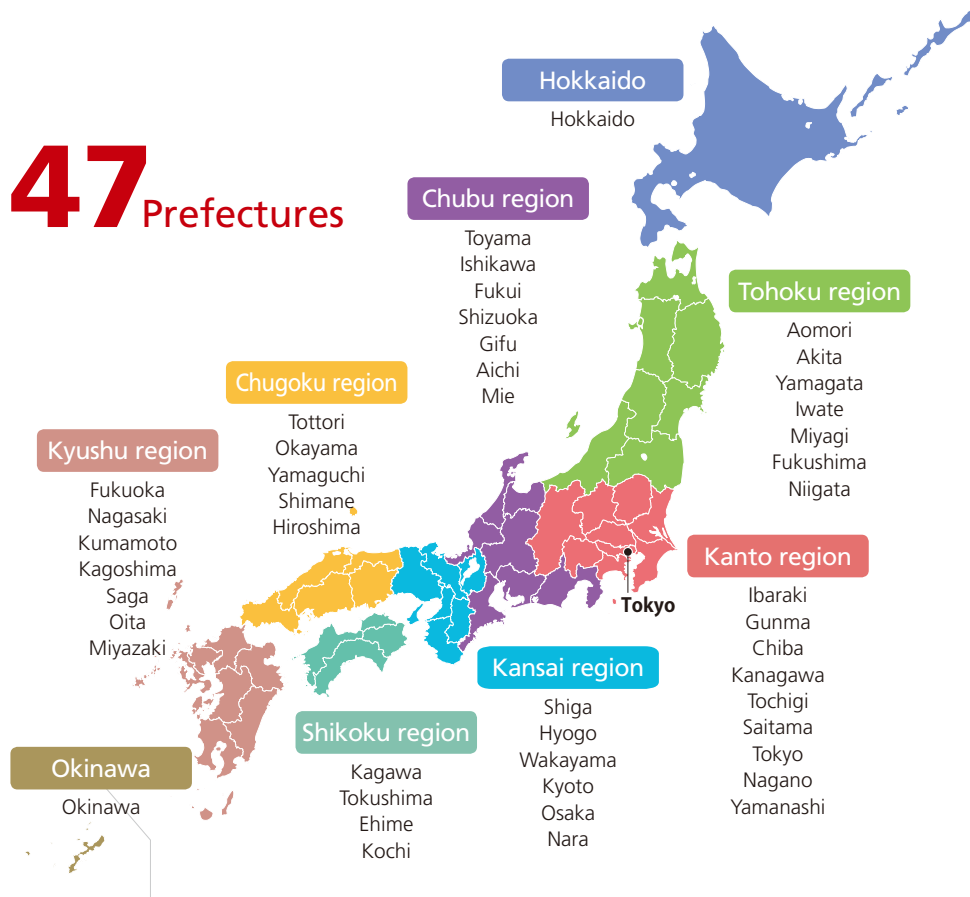 47 Prefectures
Hokkaido
Hokkaido
Chubu region
Toyama
Ishikawa
Fukui
Shizuoka
Gifu
Aichi
Mie
Tohoku region
Aomori
Akita
Yamagata
Iwate
Miyagi
Fukushima
Niigata
Chugoku region
Tottori
Okayama
Yamaguchi
Shimane
Hiroshima
Kyushu region
Fukuoka
Nagasaki
Kumamoto
Kagoshima
Saga
Oita
Miyazaki
Kanto region
Ibaraki
Gunma
Chiba
Kanagawa
Tochigi
Saitama
Tokyo
Nagano
Yamanashi
Tokyo
Kansai region
Shiga
Hyogo
Wakayama
Kyoto
Osaka
Nara
Shikoku region
Kagawa
Tokushima
Ehime
Kochi
Okinawa
Okinawa